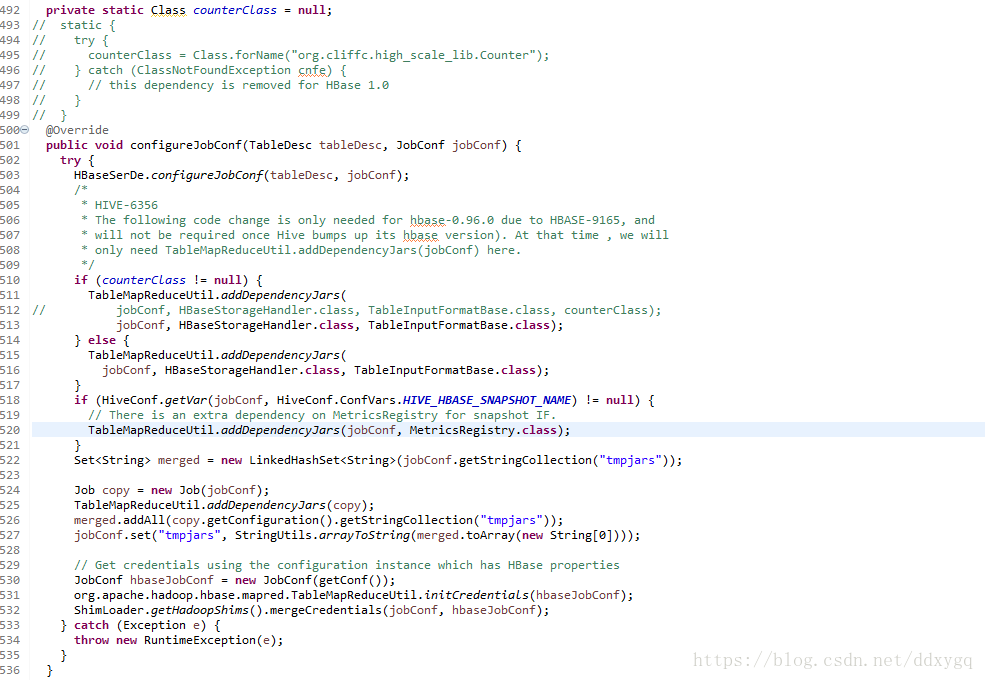 492 private static Class counterClass = null;
493 // static {
494 // try {
495 // counterClass = Class.forName("org.cliffc.high_scale_lib.Counter");
496 // } catch (ClassNotFoundException cnfe) {
497 // // this dependency is removed for HBase 1.0
498 // }
499 // }
500 @Override
501 public void configureJobConf(TableDesc tableDesc, JobConf jobConf) {
502 try {
503 HBaseSerDe.configureJobConf(tableDesc, jobConf);
504 /*
505 * HIVE-6356
506 * The following code change is only needed for hbase-0.96.0 due to HBASE-9165, and
507 * will not be required once Hive bumps up its hbase version). At that time , we will
508 * only need TableMapReduceUtil.addDependencyJars(jobConf) here.
509 */
510 if (counterClass != null) {
511 TableMapReduceUtil.addDependencyJars(
512 // jobConf, HBaseStorageHandler.class, TableInputFormatBase.class, counterClass);
513 jobConf, HBaseStorageHandler.class, TableInputFormatBase.class);
514 } else {
515 TableMapReduceUtil.addDependencyJars(
516 jobConf, HBaseStorageHandler.class, TableInputFormatBase.class);
517 }
518 if (HiveConf.getVar(jobConf, HiveConf.ConfVars.HIVE_HBASE_SNAPSHOT_NAME) != null) {
519 // There is an extra dependency on MetricsRegistry for snapshot IF.
520 TableMapReduceUtil.addDependencyJars(jobConf, MetricsRegistry.class);
521 }
522 Set<String> merged = new LinkedHashSet<String>(jobConf.getStringCollection("tmpjars"));
523
524 Job copy = new Job(jobConf);
525 TableMapReduceUtil.addDependencyJars(copy);
526 merged.addAll(copy.getConfiguration().getStringCollection("tmpjars"));
527 jobConf.set("tmpjars", StringUtils.arrayToString(merged.toArray(new String[0])));
528
529 // Get credentials using the configuration instance which has HBase properties
530 JobConf hbaseJobConf = new JobConf(getConf());
531 org.apache.hadoop.hbase.mapred.TableMapReduceUtil.initCredentials(hbaseJobConf);
532 ShimLoader.getHadoopShims().mergeCredentials(jobConf, hbaseJobConf);
533 } catch (Exception e) {
534 throw new RuntimeException(e);
535 }
536 }
https://blog.csdn.net/ddxygq